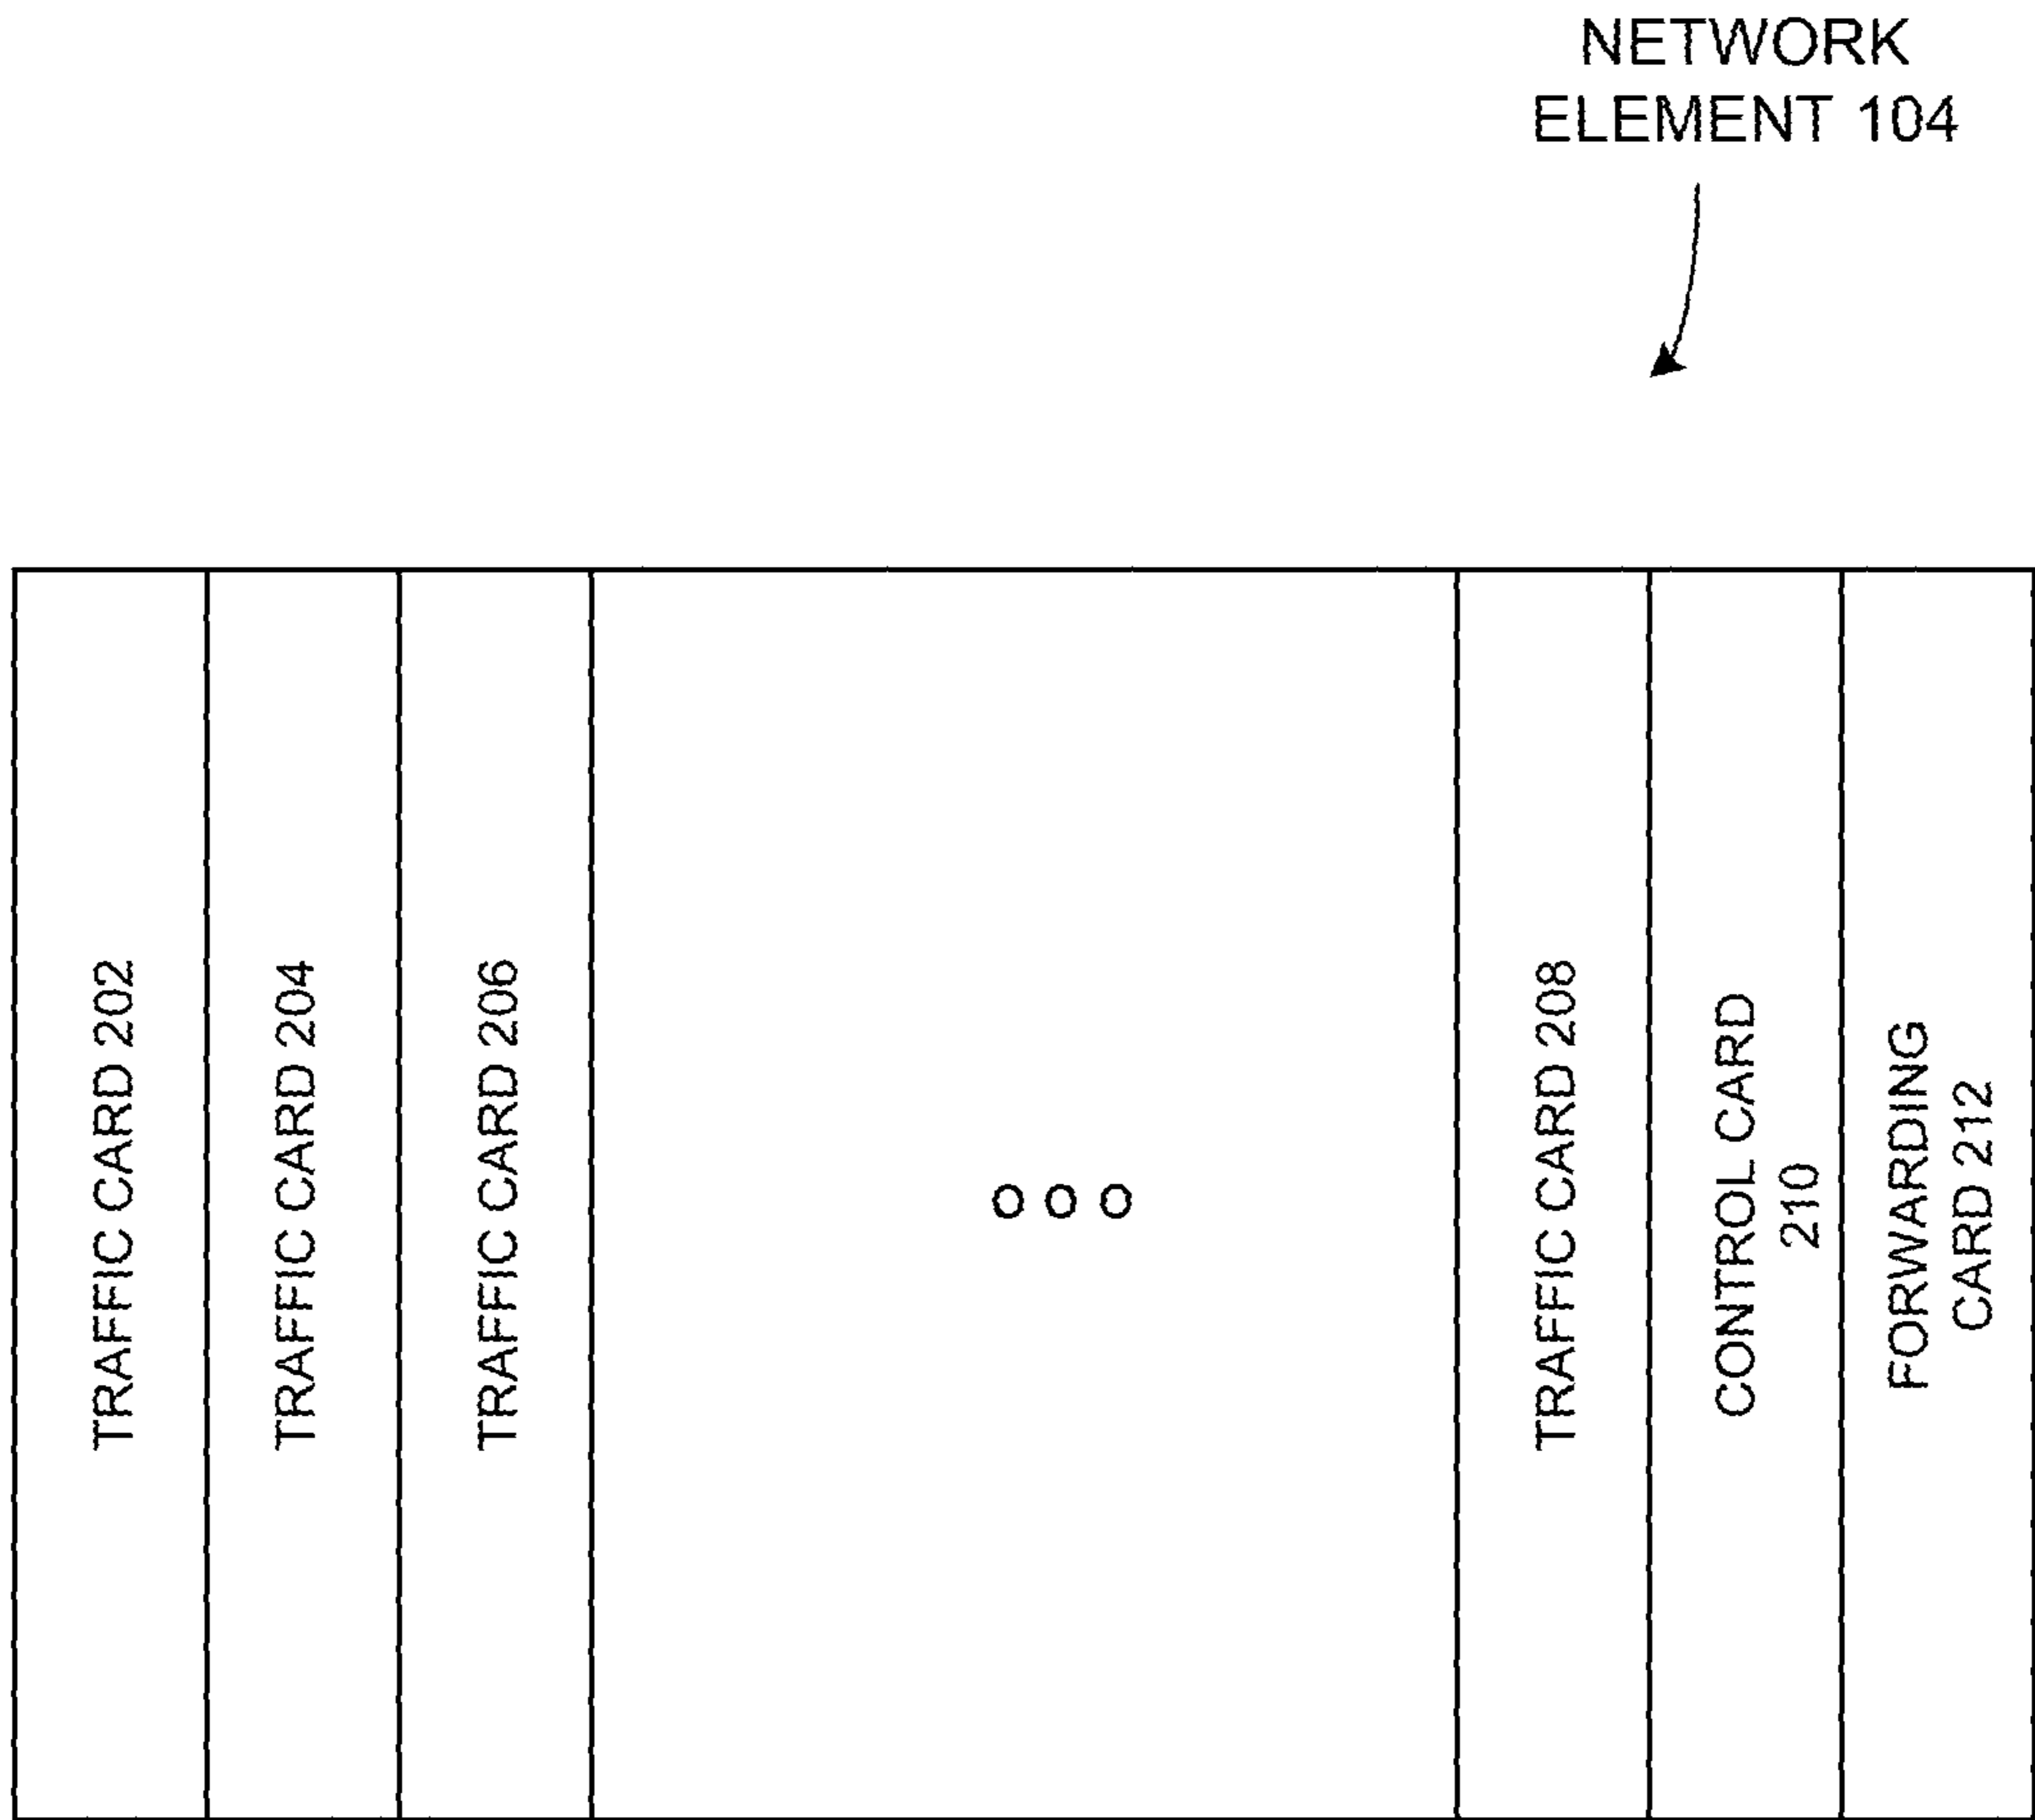 NETWORK
ELEMENT 104
TRAFFIC CARD 202
TRAFFIC CARD 204
TRAFFIC CARD 206
TRAFFIC CARD 208
CONTROL CARD
210
FORWARDING
CARD 212